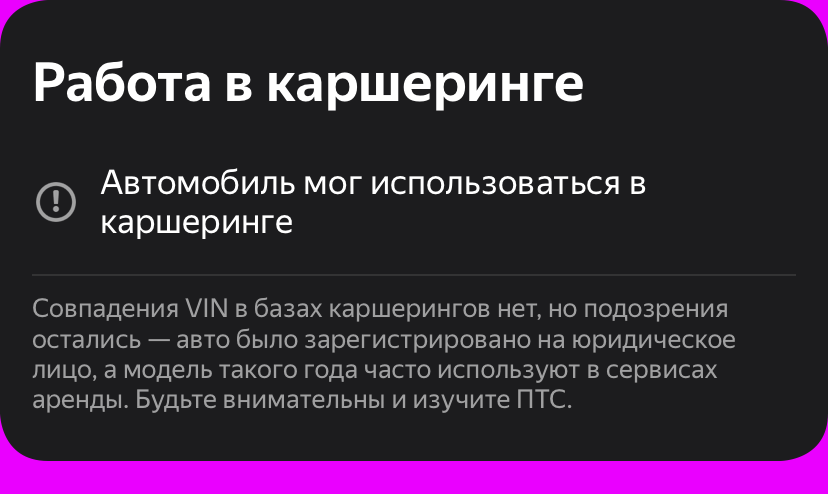 Работа в каршеринге
Автомобиль мог использоваться в
каршеринге
Совпадения VIN в базах каршерингов нет, но подозрения
остались — авто было зарегистрировано на юридическое
лицо, а модель такого года часто используют в сервисах
аренды. Будьте внимательны и изучите ПТС.